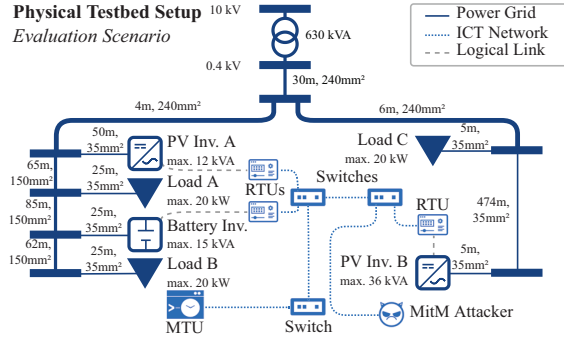 Physical Testbed Setup
Evaluation Scenario
10 kV
630 kVA
0.4 kV
30m, 240mm²
Power Grid
ICT Network
Logical Link
4m, 240mm²
6m, 240mm²
50m,
35mm²
PV Inv. A
max. 12 kVA
65m,
150mm²
25m,
35mm²
Load A
max. 20 kW
RTUs
85m,
150mm²
25m,
35mm²
Battery Inv.
max. 15 kVA
62m,
150mm²
25m,
35mm²
Load B
max. 20 kW
MTU
Switches
Switch
Load C
max. 20 kW
5m,
35mm²
474m,
35mm²
RTU
PV Inv. B
max. 36 kVA
5m,
35mm²
MitM Attacker